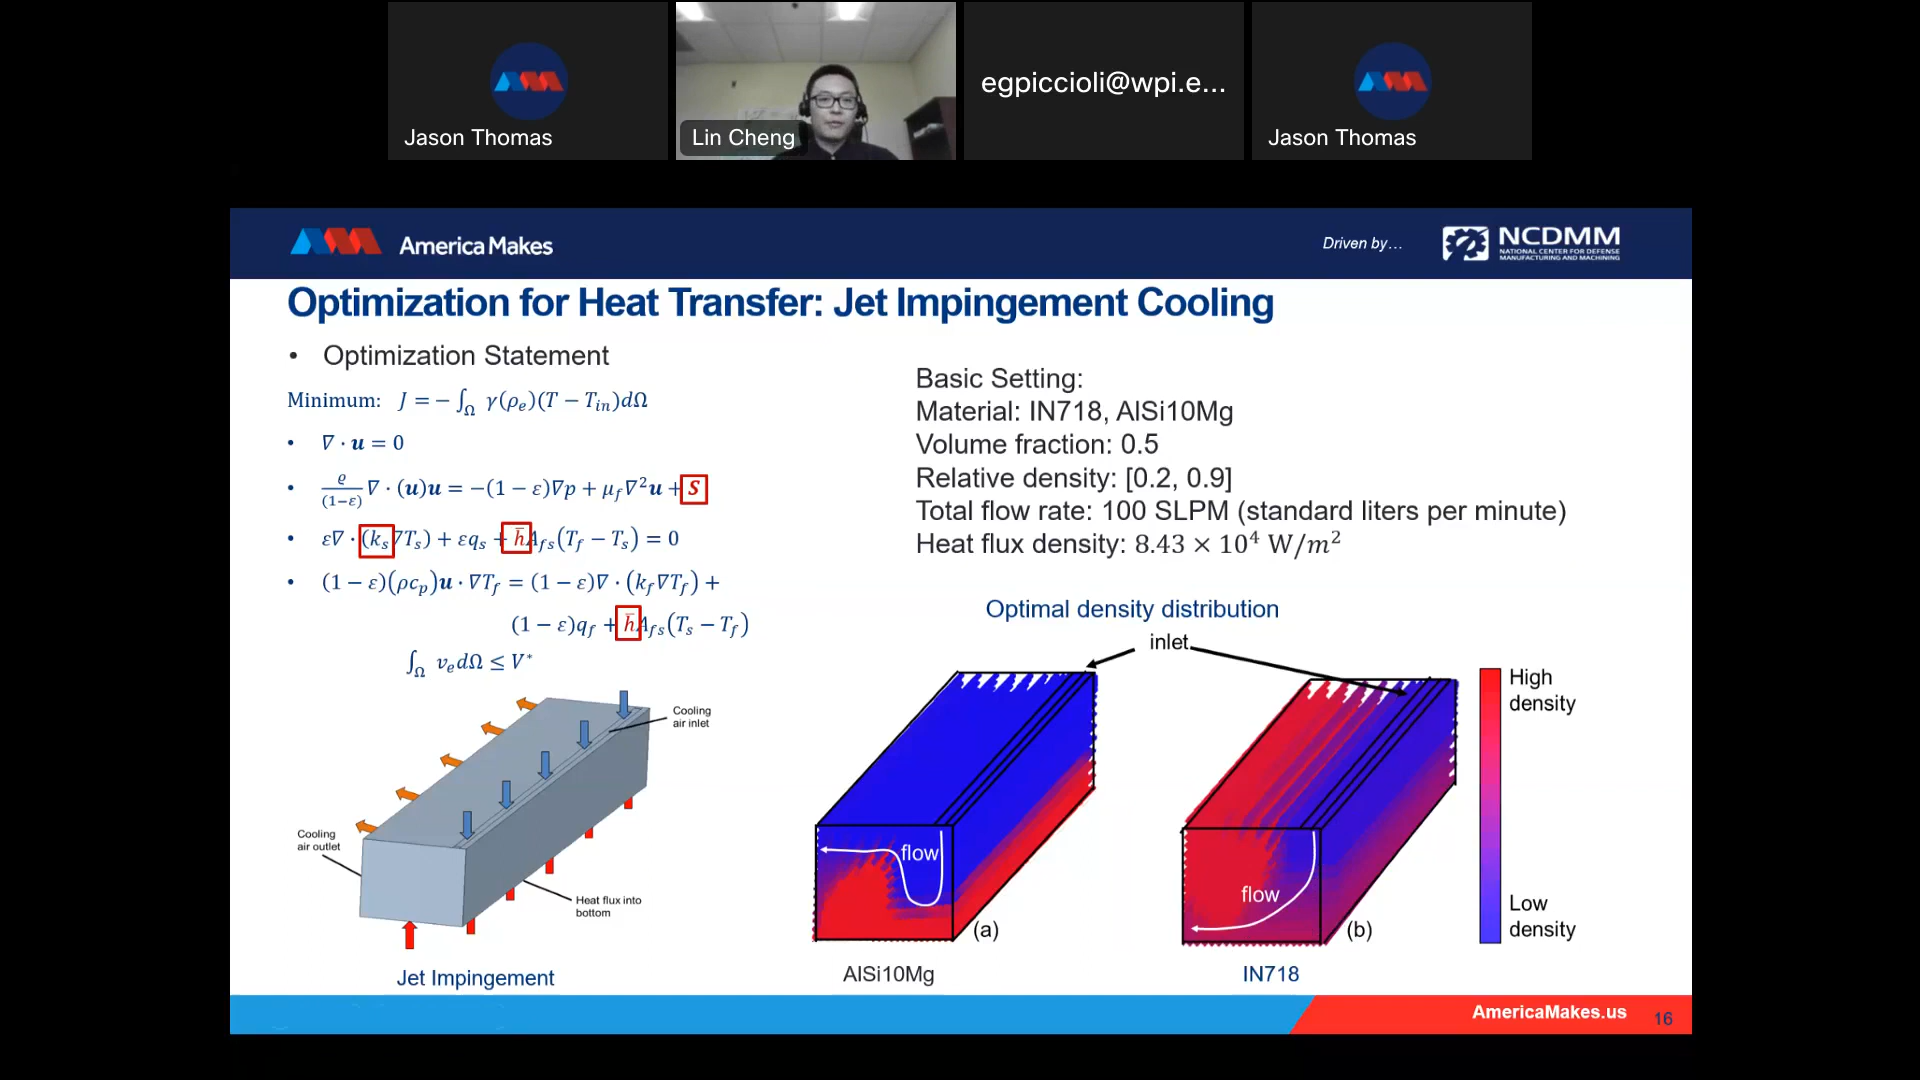 Jason Thomas
Lin Cheng
egpiccioli@wpi.e...
Jason Thomas
America Makes
Driven by...
NCDMM
NATIONAL CENTER FOR DEFENSE
MANUFACTURING AND MACHINING
Optimization for Heat Transfer: Jet Impingement Cooling
• Optimization Statement
Minimum: J = − ∫_Ω γ(ρ_e)(T − T_in)dΩ
• ∇ · u = 0
• ϱ/(1−ε) ∇ · (u)u = −(1 − ε)∇p + μ_f∇²u + S
• ε∇ · (k_s∇T_s) + εq_s + h̄A_fs(T_f − T_s) = 0
• (1 − ε)(ρc_p)u · ∇T_f = (1 − ε)∇ · (k_f∇T_f) +
(1 − ε)q_f + h̄A_fs(T_s − T_f)
∫_Ω v_e dΩ ≤ V*
Basic Setting:
Material: IN718, AlSi10Mg
Volume fraction: 0.5
Relative density: [0.2, 0.9]
Total flow rate: 100 SLPM (standard liters per minute)
Heat flux density: 8.43 × 10⁴ W/m²
Cooling
air inlet
Cooling
air outlet
Heat flux into
bottom
Jet Impingement
Optimal density distribution
inlet
flow
(a)
AlSi10Mg
flow
(b)
IN718
High
density
Low
density
AmericaMakes.us
16